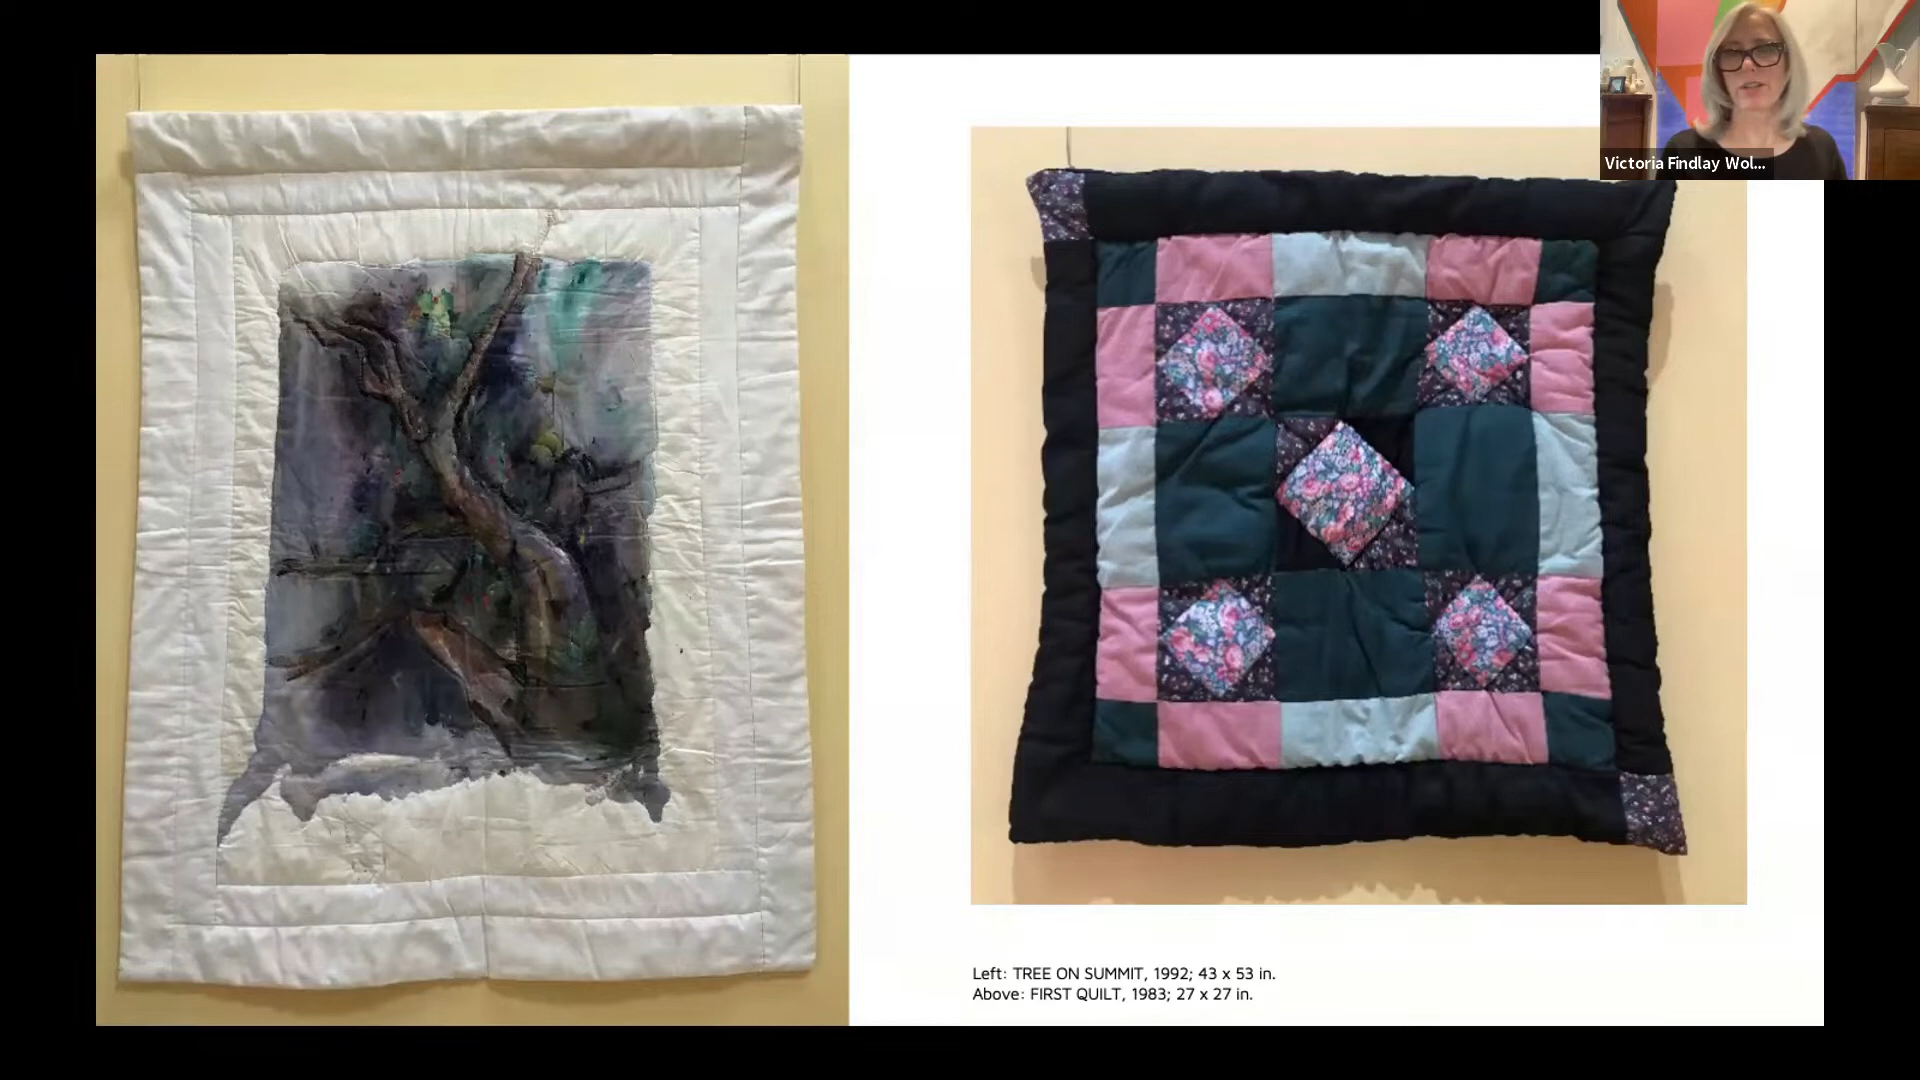 Victoria Findlay Wol...
Left: TREE ON SUMMIT, 1992; 43 x 53 in.
Above: FIRST QUILT, 1983; 27 x 27 in.